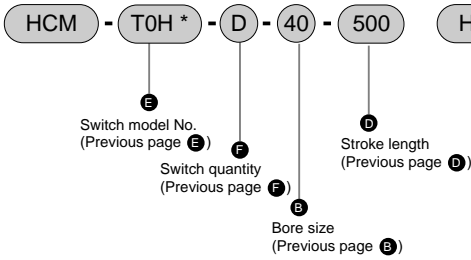 HCM - T0H * - D - 40 - 500 H
E
Switch model No.
(Previous page E)
F
Switch quantity
(Previous page F)
B
Bore size
(Previous page B)
D
Stroke length
(Previous page D)